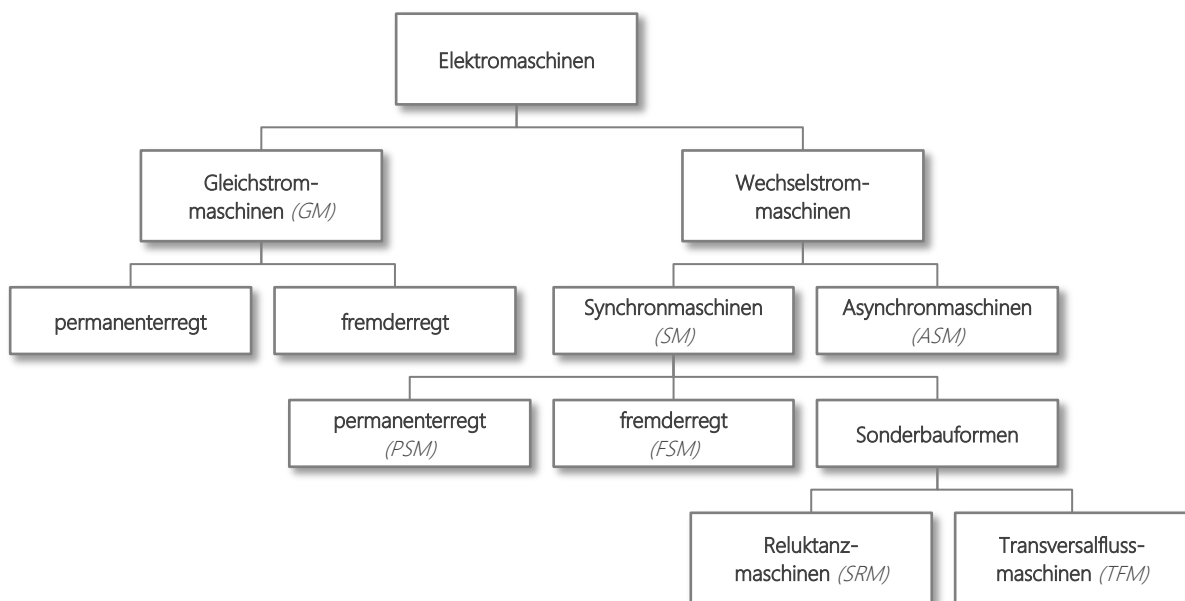 Elektromaschinen
Gleichstrom-
maschinen (GM)
Wechselstrom-
maschinen
permanenterregt
fremderregt
Synchronmaschinen
(SM)
Asynchronmaschinen
(ASM)
permanenterregt
(PSM)
fremderregt
(FSM)
Sonderbauformen
Reluktanz-
maschinen (SRM)
Transversalfluss-
maschinen (TFM)